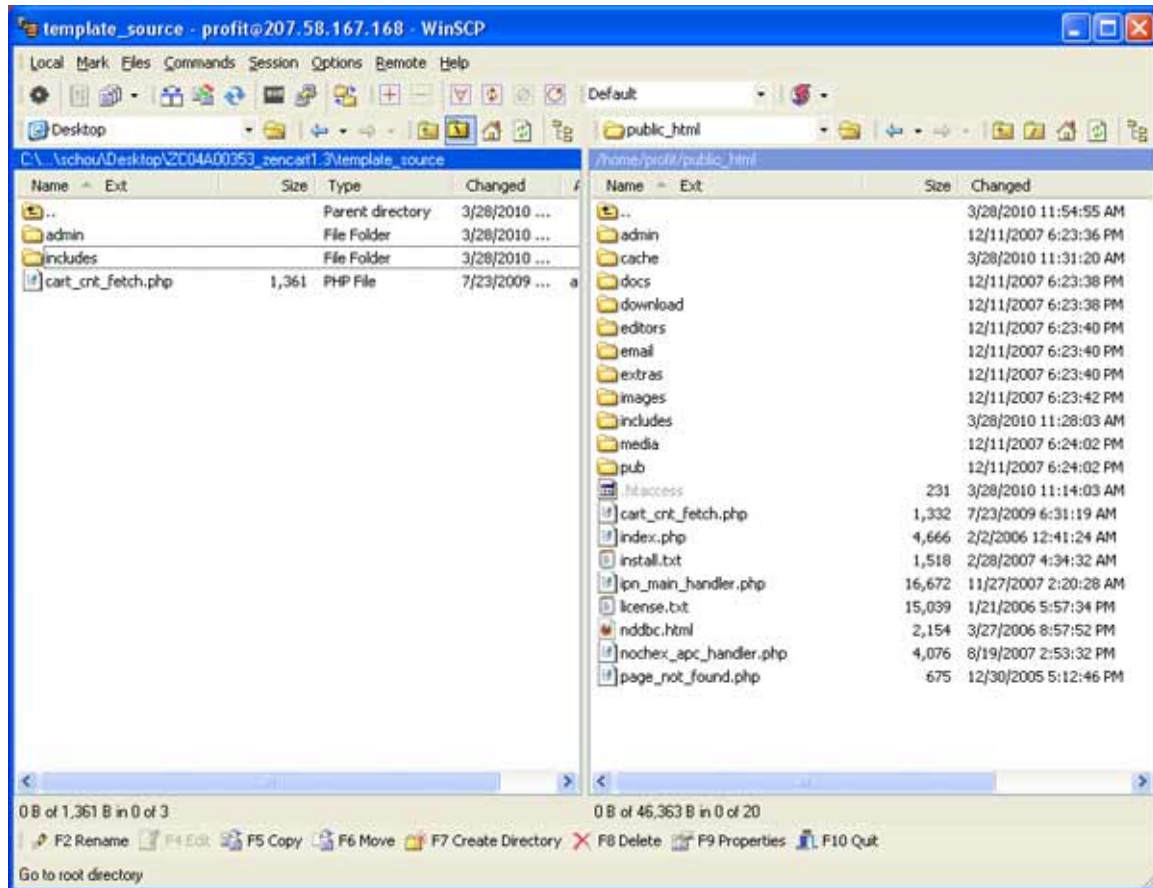 template_source - profit@207.58.167.168 - WinSCP
Local Mark Files Commands Session Options Remote Help
Default
Desktop
public_html
C:\...\schou\Desktop\ZC04A00353_zencart1.3\template_source
/home/profit/public_html
Name Ext Size Type Changed
.. Parent directory 3/28/2010 ...
admin File Folder 3/28/2010 ...
includes File Folder 3/28/2010 ...
cart_cnt_fetch.php 1,361 PHP File 7/23/2009 ... a
Name Ext Size Changed
.. 3/28/2010 11:54:55 AM
admin 12/11/2007 6:23:36 PM
cache 3/28/2010 11:31:20 AM
docs 12/11/2007 6:23:38 PM
download 12/11/2007 6:23:38 PM
editors 12/11/2007 6:23:40 PM
email 12/11/2007 6:23:40 PM
extras 12/11/2007 6:23:40 PM
images 12/11/2007 6:23:42 PM
includes 3/28/2010 11:28:03 AM
media 12/11/2007 6:24:02 PM
pub 12/11/2007 6:24:02 PM
.htaccess 231 3/28/2010 11:14:03 AM
cart_cnt_fetch.php 1,332 7/23/2009 6:31:19 AM
index.php 4,666 2/2/2006 12:41:24 AM
install.txt 1,518 2/28/2007 4:34:32 AM
ipn_main_handler.php 16,672 11/27/2007 2:20:28 AM
license.txt 15,039 1/21/2006 5:57:34 PM
nddbc.html 2,154 3/27/2006 8:57:52 PM
nochex_apc_handler.php 4,076 8/19/2007 2:53:32 PM
page_not_found.php 675 12/30/2005 5:12:46 PM
0 B of 1,361 B in 0 of 3
0 B of 46,363 B in 0 of 20
F2 Rename F4 Edit F5 Copy F6 Move F7 Create Directory F8 Delete F9 Properties F10 Quit
Go to root directory